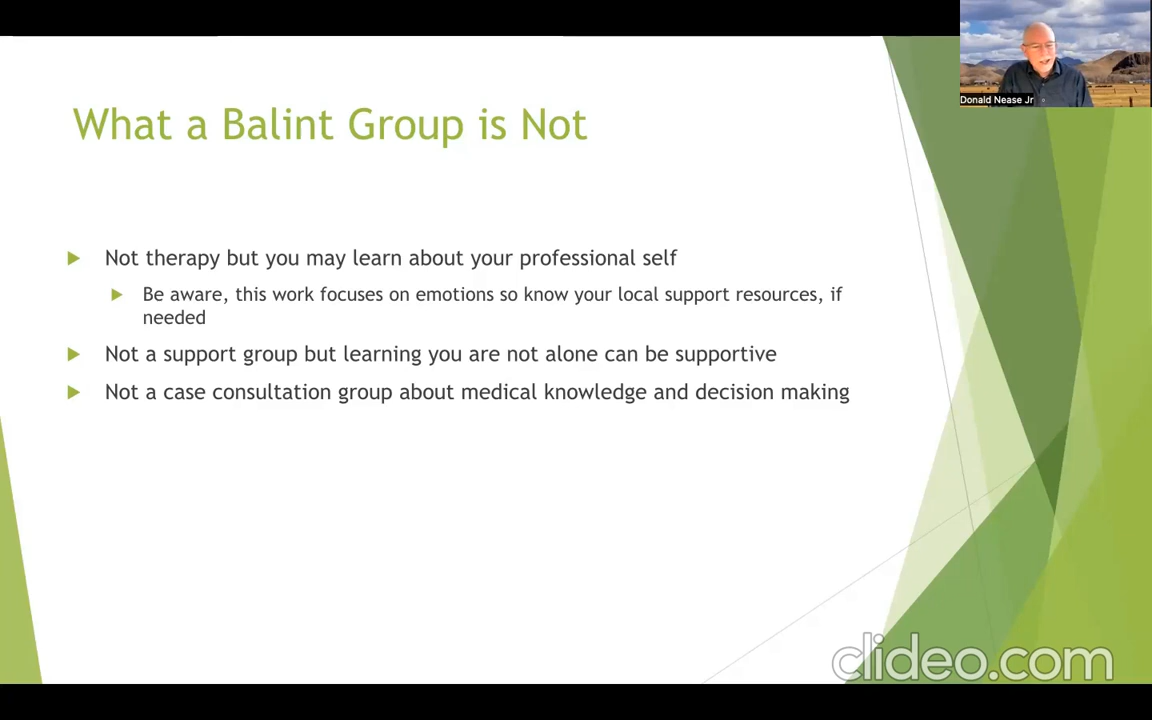 Donald Nease Jr
What a Balint Group is Not
Not therapy but you may learn about your professional self
Be aware, this work focuses on emotions so know your local support resources, if
needed
Not a support group but learning you are not alone can be supportive
Not a case consultation group about medical knowledge and decision making
clideo.com